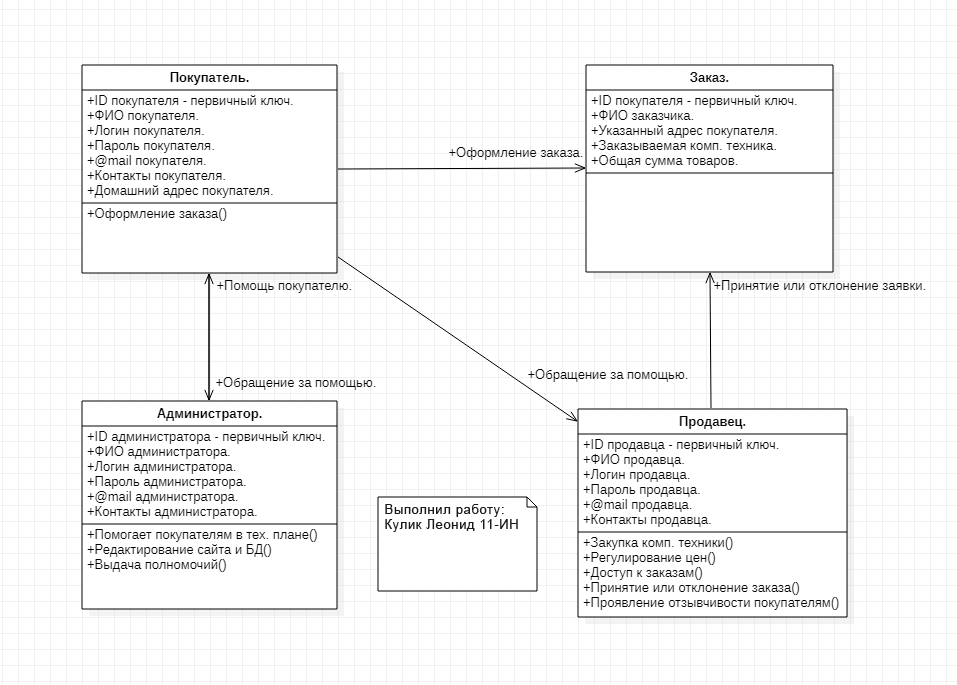 Покупатель.
+ID покупателя - первичный ключ.
+ФИО покупателя.
+Логин покупателя.
+Пароль покупателя.
+@mail покупателя.
+Контакты покупателя.
+Домашний адрес покупателя.
+Оформление заказа()
+Оформление заказа.
Заказ.
+ID покупателя - первичный ключ.
+ФИО заказчика.
+Указанный адрес покупателя.
+Заказываемая комп. техника.
+Общая сумма товаров.
+Помощь покупателю.
+Принятие или отклонение заявки.
+Обращение за помощью.
+Обращение за помощью.
Администратор.
+ID администратора - первичный ключ.
+ФИО администратора.
+Логин администратора.
+Пароль администратора.
+@mail администратора.
+Контакты администратора.
+Помогает покупателям в тех. плане()
+Редактирование сайта и БД()
+Выдача полномочий()
Выполнил работу:
Кулик Леонид 11-ИН
Продавец.
+ID продавца - первичный ключ.
+ФИО продавца.
+Логин продавца.
+Пароль продавца.
+@mail продавца.
+Контакты продавца.
+Закупка комп. техники()
+Регулирование цен()
+Доступ к заказам()
+Принятие или отклонение заказа()
+Проявление отзывчивости покупателям()